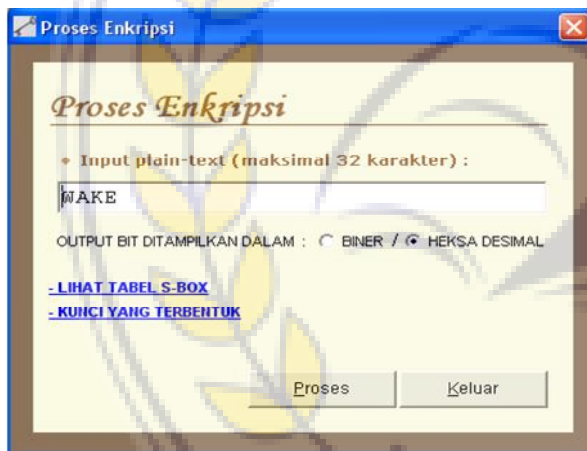 Proses Enkripsi
Proses Enkripsi
Input plain-text (maksimal 32 karakter) :
WAKE
OUTPUT BIT DITAMPILKAN DALAM : BINER / HEKSA DESIMAL
- LIHAT TABEL S-BOX
- KUNCI YANG TERBENTUK
Proses Keluar